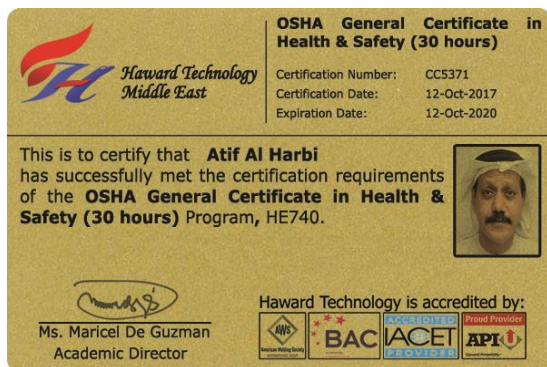 Haward Technology
Middle East
OSHA General Certificate in
Health & Safety (30 hours)
Certification Number: CC5371
Certification Date: 12-Oct-2017
Expiration Date: 12-Oct-2020
This is to certify that Atif Al Harbi
has successfully met the certification requirements
of the OSHA General Certificate in Health &
Safety (30 hours) Program, HE740.
Ms. Maricel De Guzman
Academic Director
Haward Technology is accredited by:
AWS
American Welding Society
BAC
ACCREDITED
IACET
PROVIDER
Proud Provider
API U